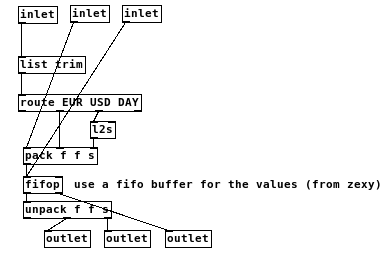 inlet inlet inlet
list trim
route EUR USD DAY
l2s
pack f f s
fifop use a fifo buffer for the values (from zexy)
unpack f f s
outlet outlet outlet